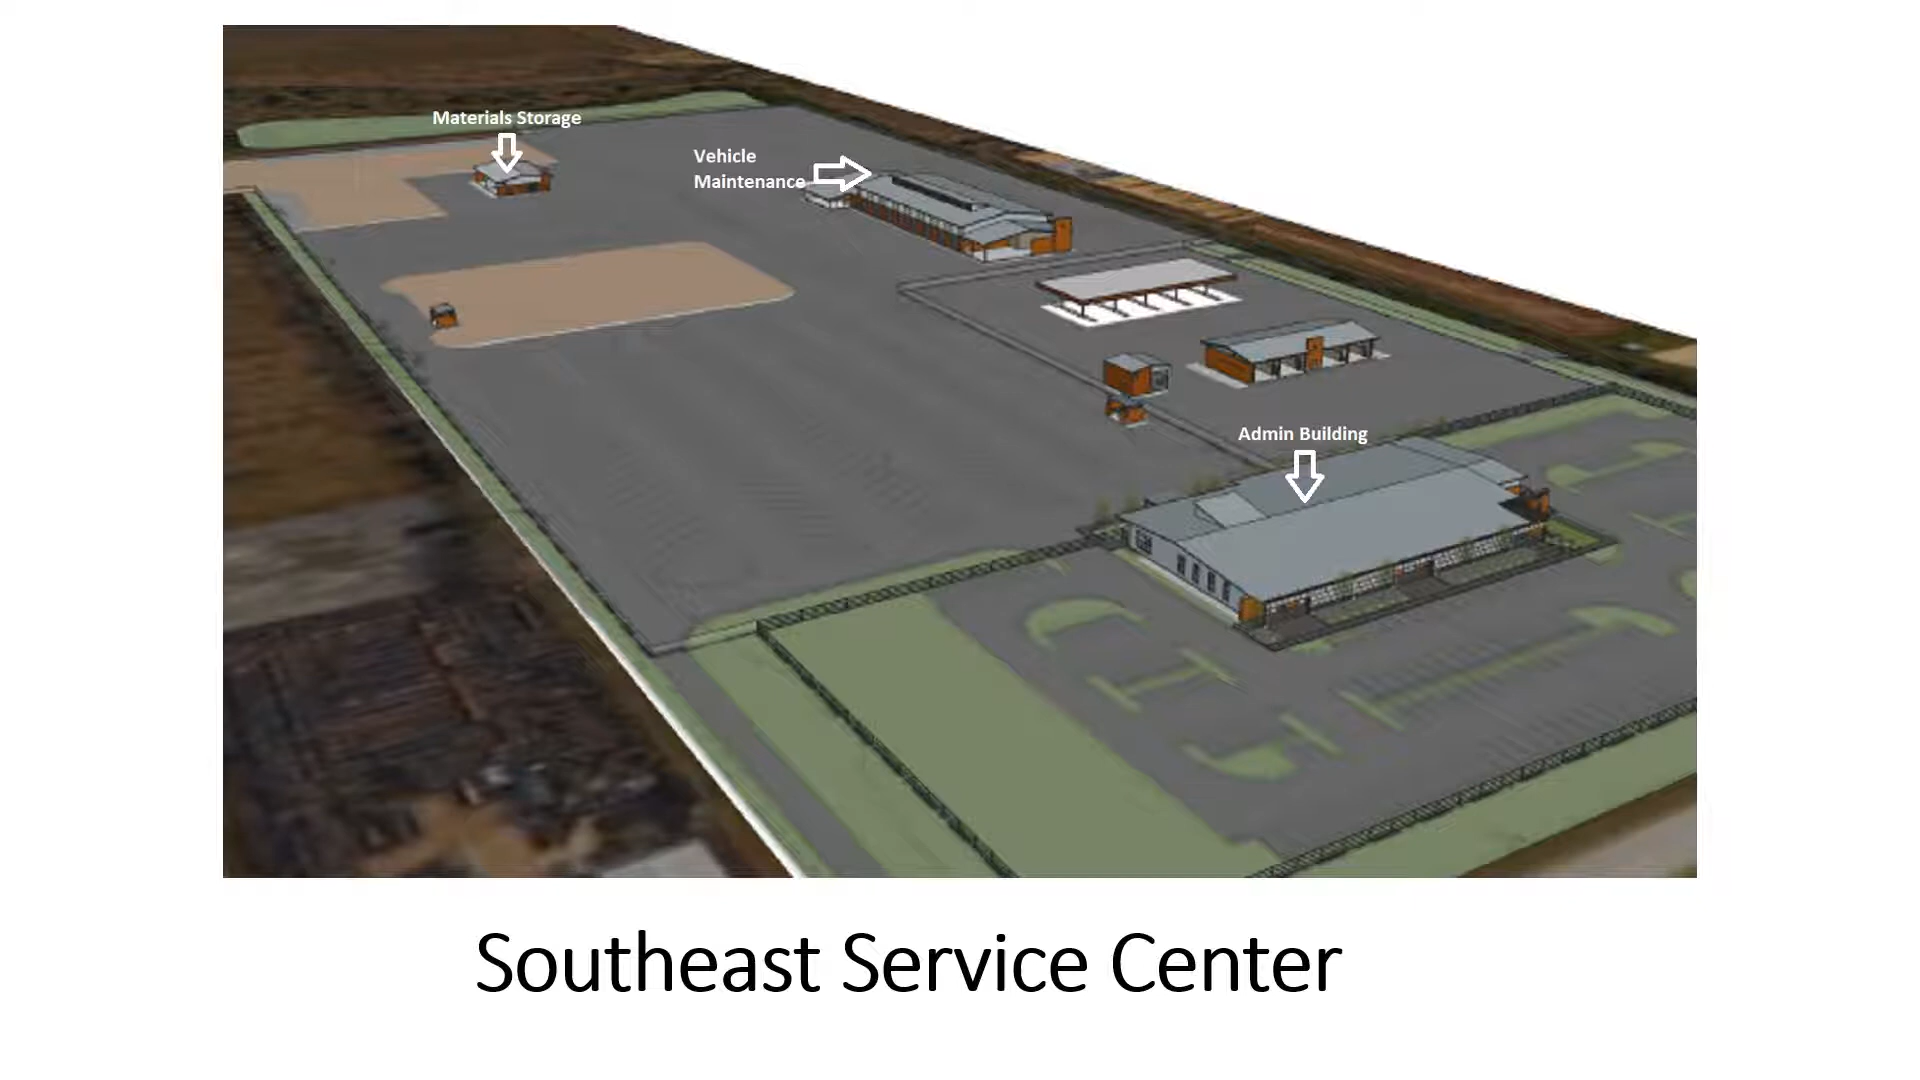 Materials Storage
Vehicle
Maintenance
Admin Building
Southeast Service Center